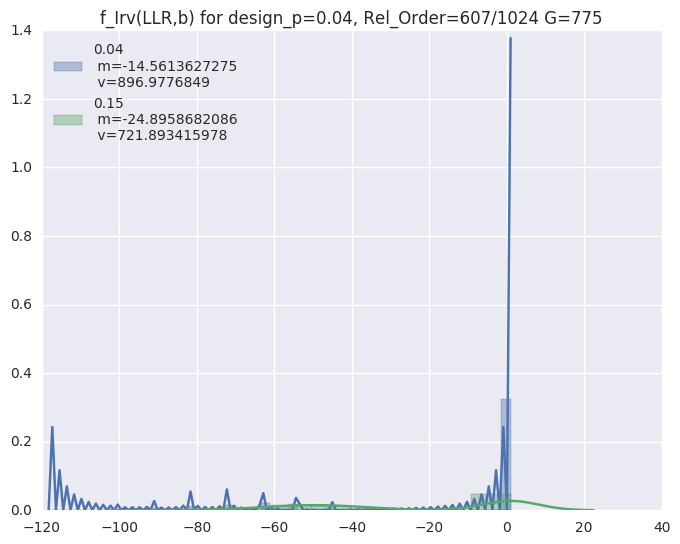 f_Irv(LLR,b) for design_p=0.04, Rel_Order=607/1024 G=775
1.4
1.2
1.0
0.8
0.6
0.4
0.2
0.0
0.04
m=-14.5613627275
v=896.9776849
0.15
m=-24.8958682086
v=721.893415978
−120 −100 −80 −60 −40 −20 0 20 40